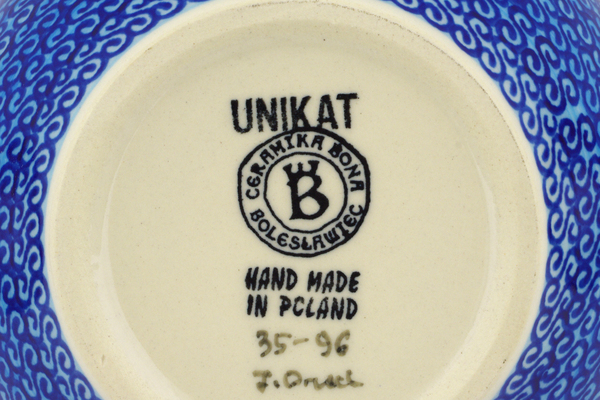 UNIKAT
CERAMIKA BONA
B
BOLESŁAWIEC
HAND MADE
IN POLAND
35-96